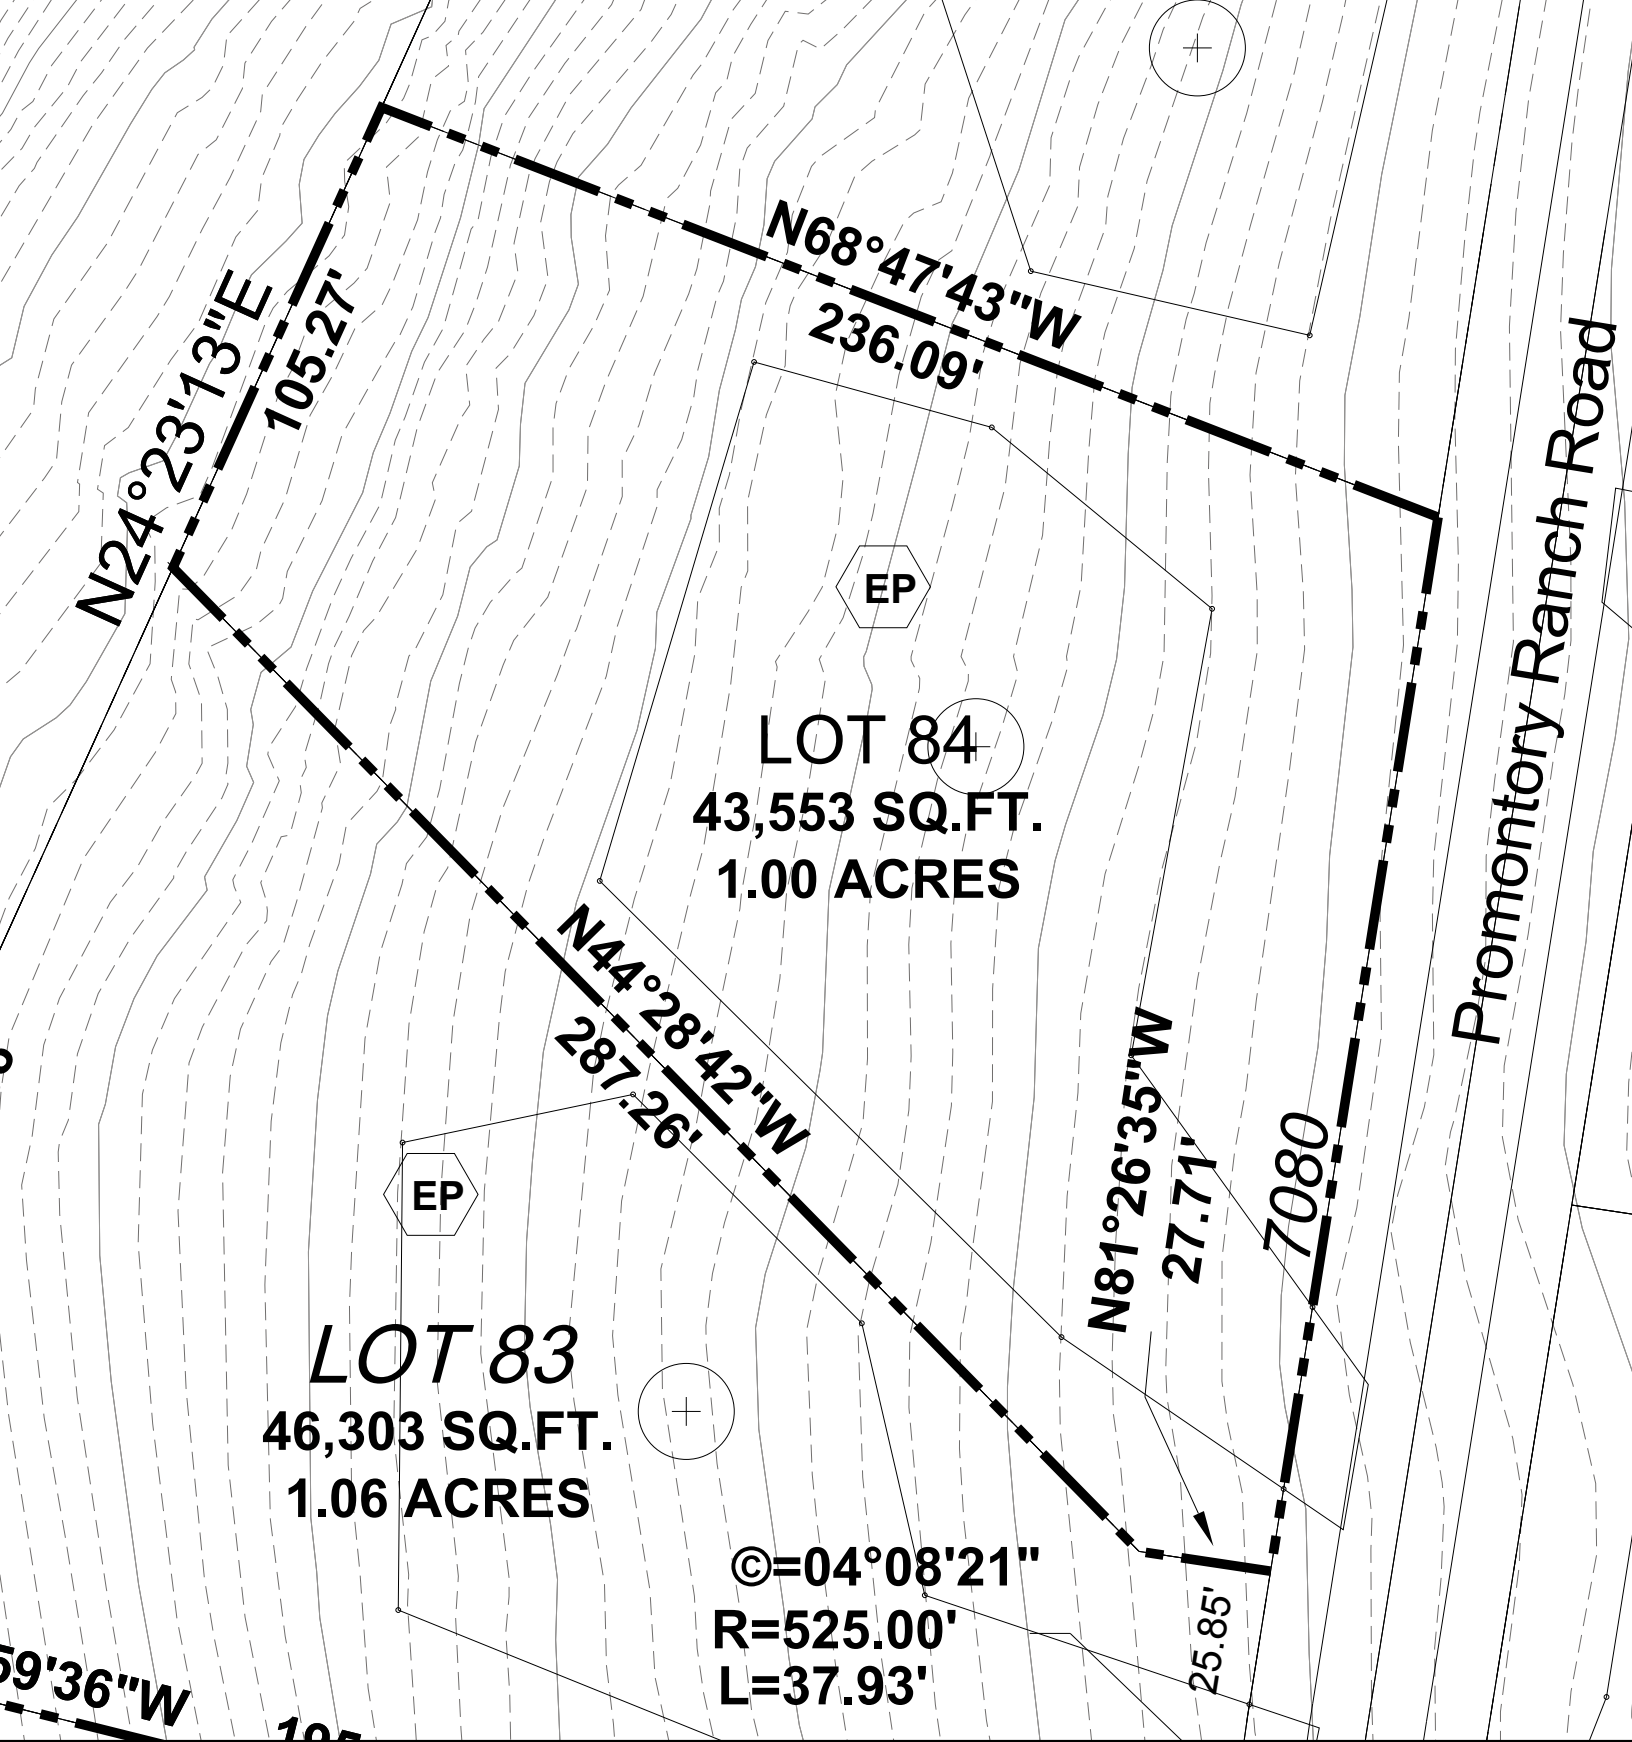 N68°47'43"W
236.09'
N24°23'13"E
105.27'
Promontory Ranch Road
EP
LOT 84
43,553 SQ.FT.
1.00 ACRES
N44°28'42"W
287.26'
N81°26'35"W
27.71'
7080
EP
LOT 83
46,303 SQ.FT.
1.06 ACRES
©=04°08'21"
R=525.00'
L=37.93'
25.85'
59'36"W